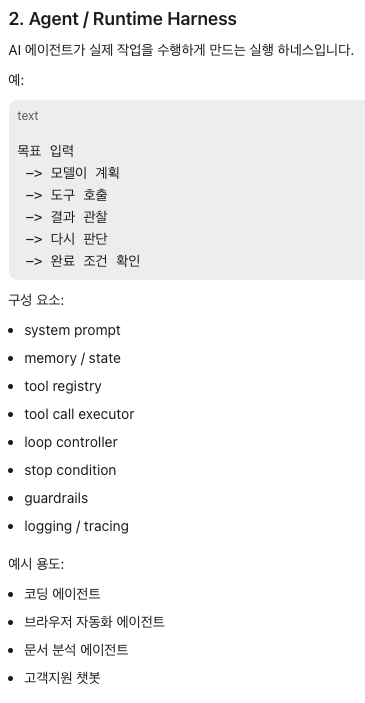 2. Agent / Runtime Harness
AI 에이전트가 실제 작업을 수행하게 만드는 실행 하네스입니다.
예:
text
목표 입력
–> 모델이 계획
–> 도구 호출
–> 결과 관찰
–> 다시 판단
–> 완료 조건 확인
구성 요소:
• system prompt
• memory / state
• tool registry
• tool call executor
• loop controller
• stop condition
• guardrails
• logging / tracing
예시 용도:
• 코딩 에이전트
• 브라우저 자동화 에이전트
• 문서 분석 에이전트
• 고객지원 챗봇